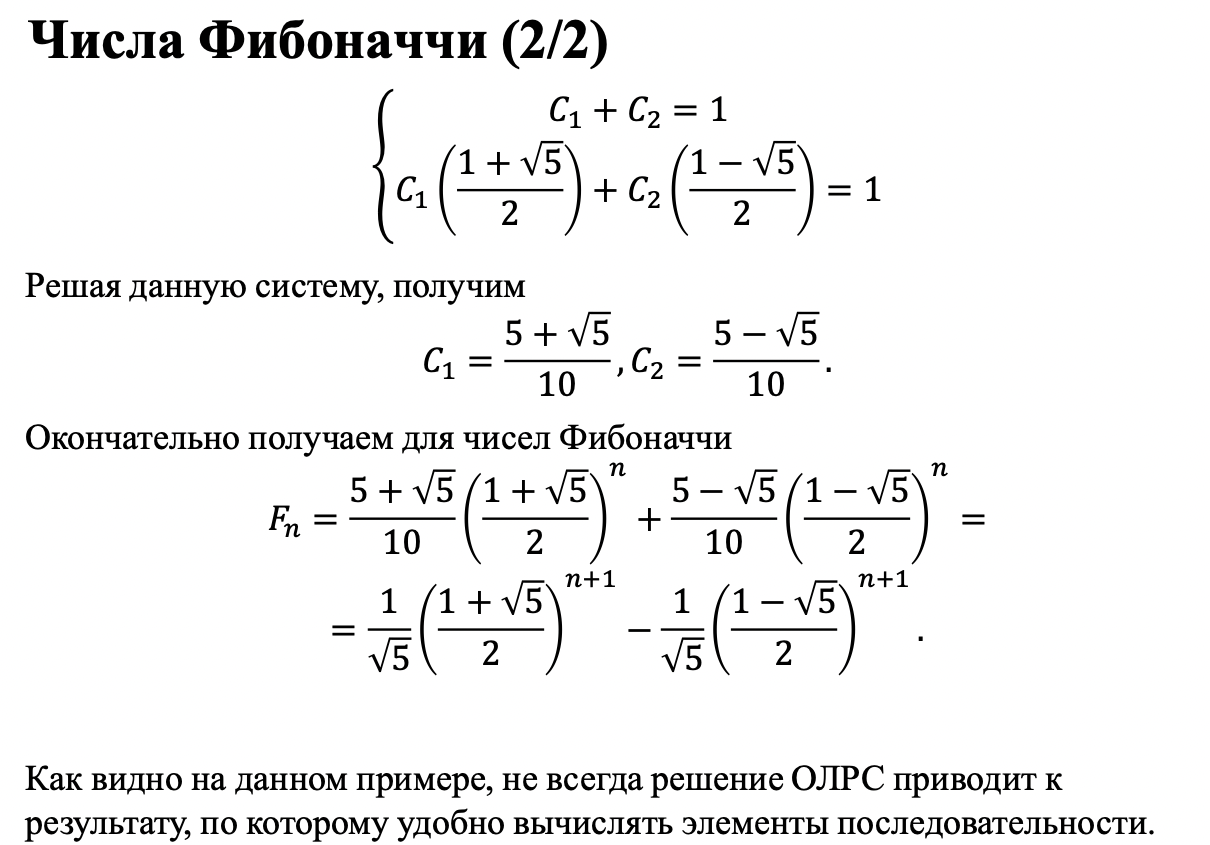 Числа Фибоначчи (2/2)
C₁ + C₂ = 1
C₁((1 + √5)/2) + C₂((1 − √5)/2) = 1
Решая данную систему, получим
C₁ = (5 + √5)/10, C₂ = (5 − √5)/10.
Окончательно получаем для чисел Фибоначчи
Fₙ = (5 + √5)/10 ((1 + √5)/2)ⁿ + (5 − √5)/10 ((1 − √5)/2)ⁿ =
= 1/√5 ((1 + √5)/2)ⁿ⁺¹ − 1/√5 ((1 − √5)/2)ⁿ⁺¹.
Как видно на данном примере, не всегда решение ОЛРС приводит к
результату, по которому удобно вычислять элементы последовательности.